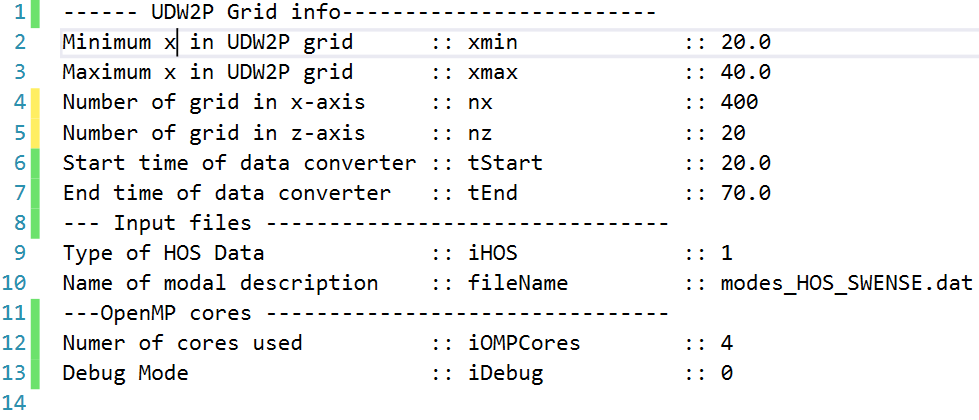 1 ------ UDW2P Grid info-------------------------
2 Minimum x in UDW2P grid :: xmin :: 20.0
3 Maximum x in UDW2P grid :: xmax :: 40.0
4 Number of grid in x-axis :: nx :: 400
5 Number of grid in z-axis :: nz :: 20
6 Start time of data converter :: tStart :: 20.0
7 End time of data converter :: tEnd :: 70.0
8 --- Input files --------------------------------
9 Type of HOS Data :: iHOS :: 1
10 Name of modal description :: fileName :: modes_HOS_SWENSE.dat
11 ---OpenMP cores ----------------------------------
12 Numer of cores used :: iOMPCores :: 4
13 Debug Mode :: iDebug :: 0
14